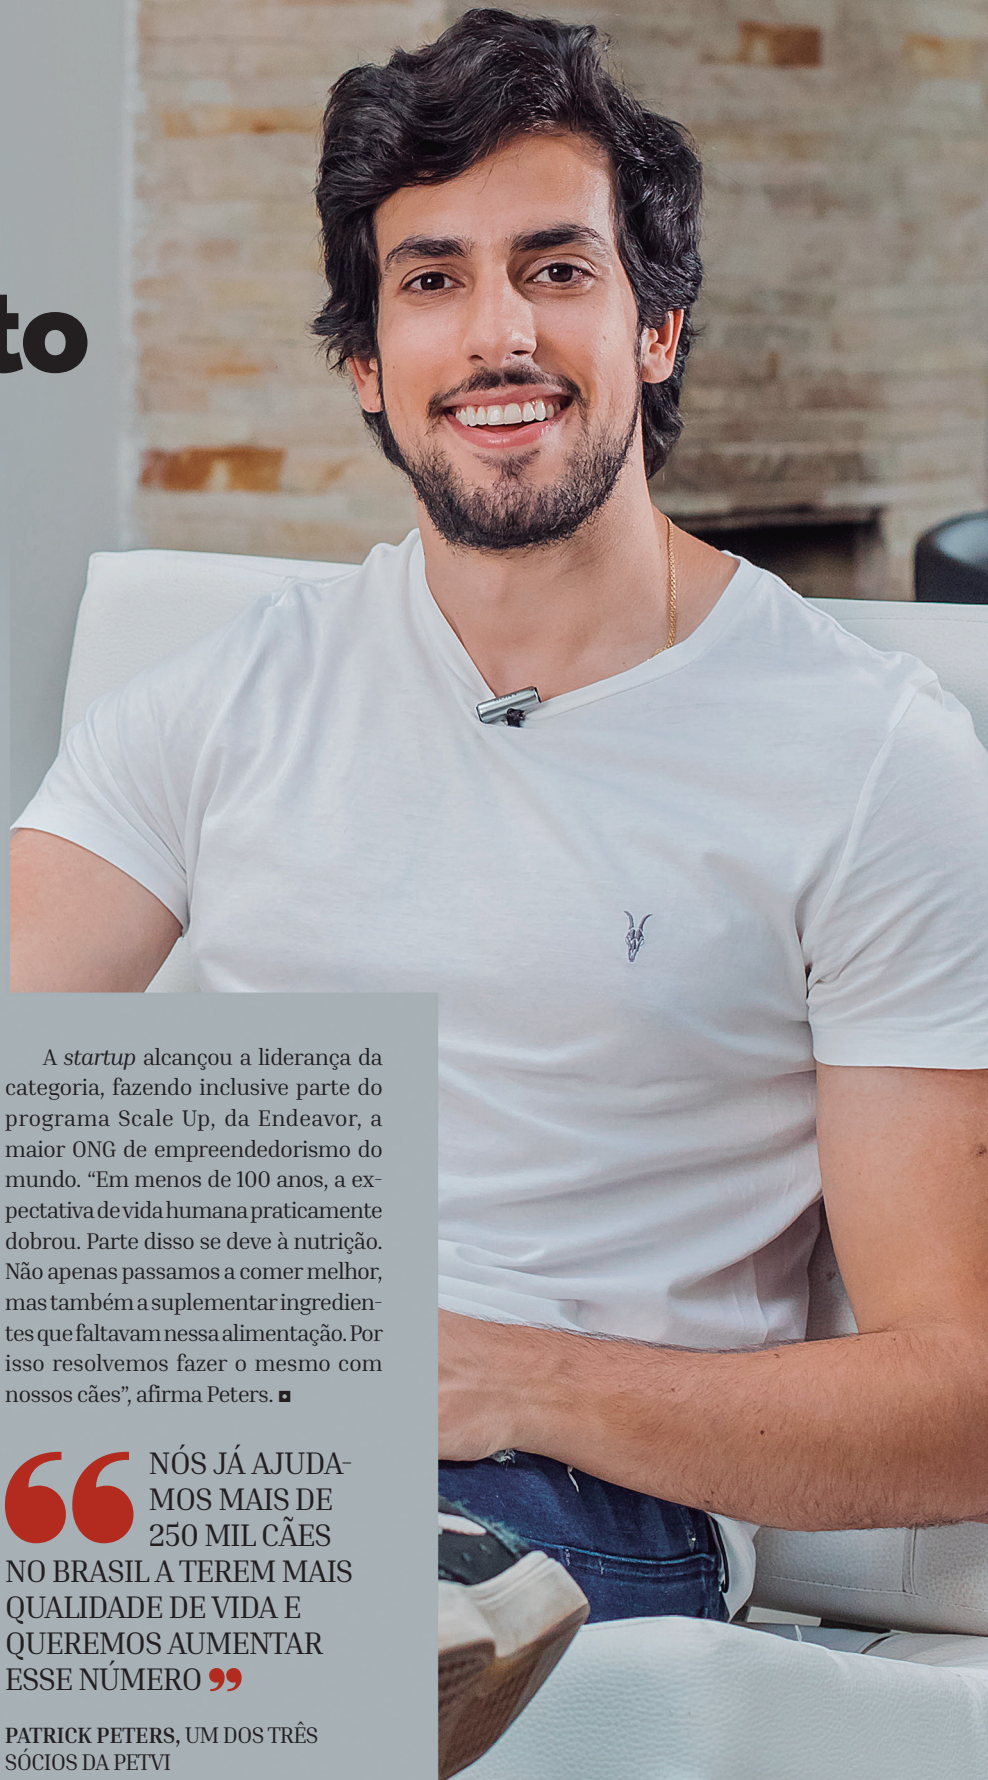 to
A startup alcançou a liderança da
categoria, fazendo inclusive parte do
programa Scale Up, da Endeavor, a
maior ONG de empreendedorismo do
mundo. “Em menos de 100 anos, a ex-
pectativa de vida humana praticamente
dobrou. Parte disso se deve à nutrição.
Não apenas passamos a comer melhor,
mas também a suplementar ingredien-
tes que faltavam nessa alimentação. Por
isso resolvemos fazer o mesmo com
nossos cães”, afirma Peters.
“ NÓS JÁ AJUDA-
MOS MAIS DE
250 MIL CÃES
NO BRASIL A TEREM MAIS
QUALIDADE DE VIDA E
QUEREMOS AUMENTAR
ESSE NÚMERO ”
PATRICK PETERS, UM DOS TRÊS
SÓCIOS DA PETVI